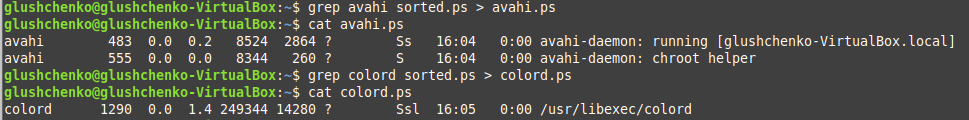 glushchenko@glushchenko-VirtualBox:~$ grep avahi sorted.ps > avahi.ps
glushchenko@glushchenko-VirtualBox:~$ cat avahi.ps
avahi        483  0.0  0.2   8524  2864 ?        Ss   16:04   0:00 avahi-daemon: running [glushchenko-VirtualBox.local]
avahi        555  0.0  0.0   8344   260 ?        S    16:04   0:00 avahi-daemon: chroot helper
glushchenko@glushchenko-VirtualBox:~$ grep colord sorted.ps > colord.ps
glushchenko@glushchenko-VirtualBox:~$ cat colord.ps
colord      1290  0.0  1.4 249344 14280 ?        Ssl  16:05   0:00 /usr/libexec/colord